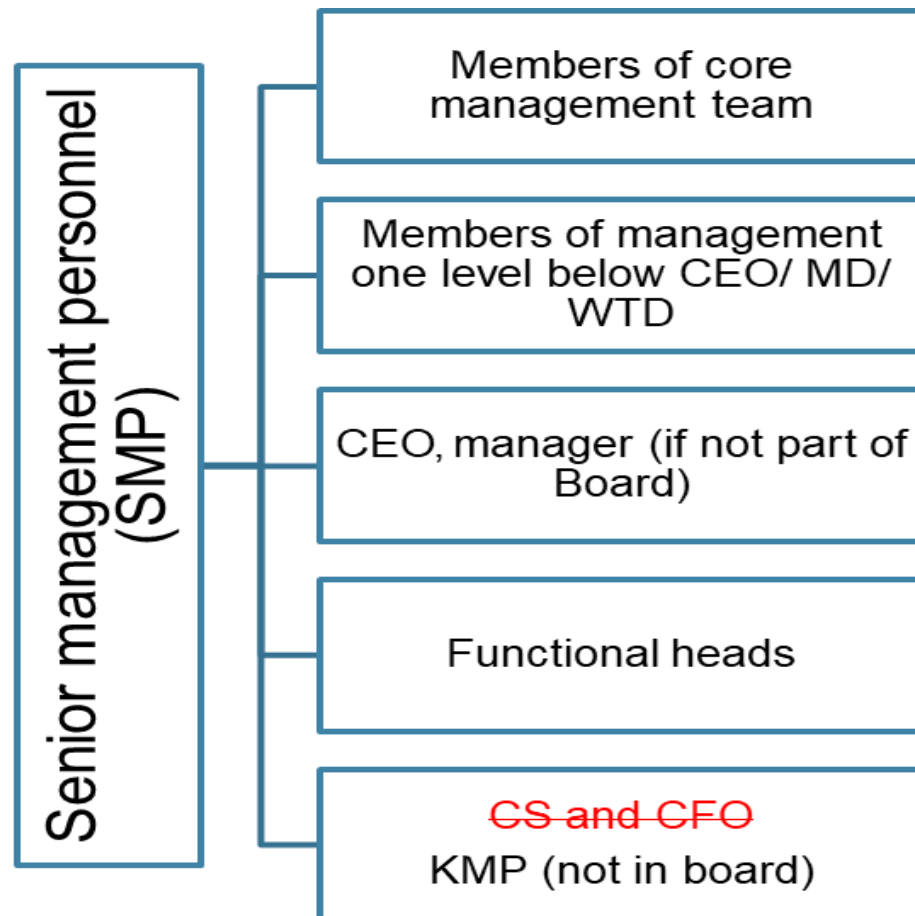 Senior management personnel
(SMP)
Members of core
management team
Members of management
one level below CEO/ MD/
WTD
CEO, manager (if not part of
Board)
Functional heads
CS and CFO
KMP (not in board)